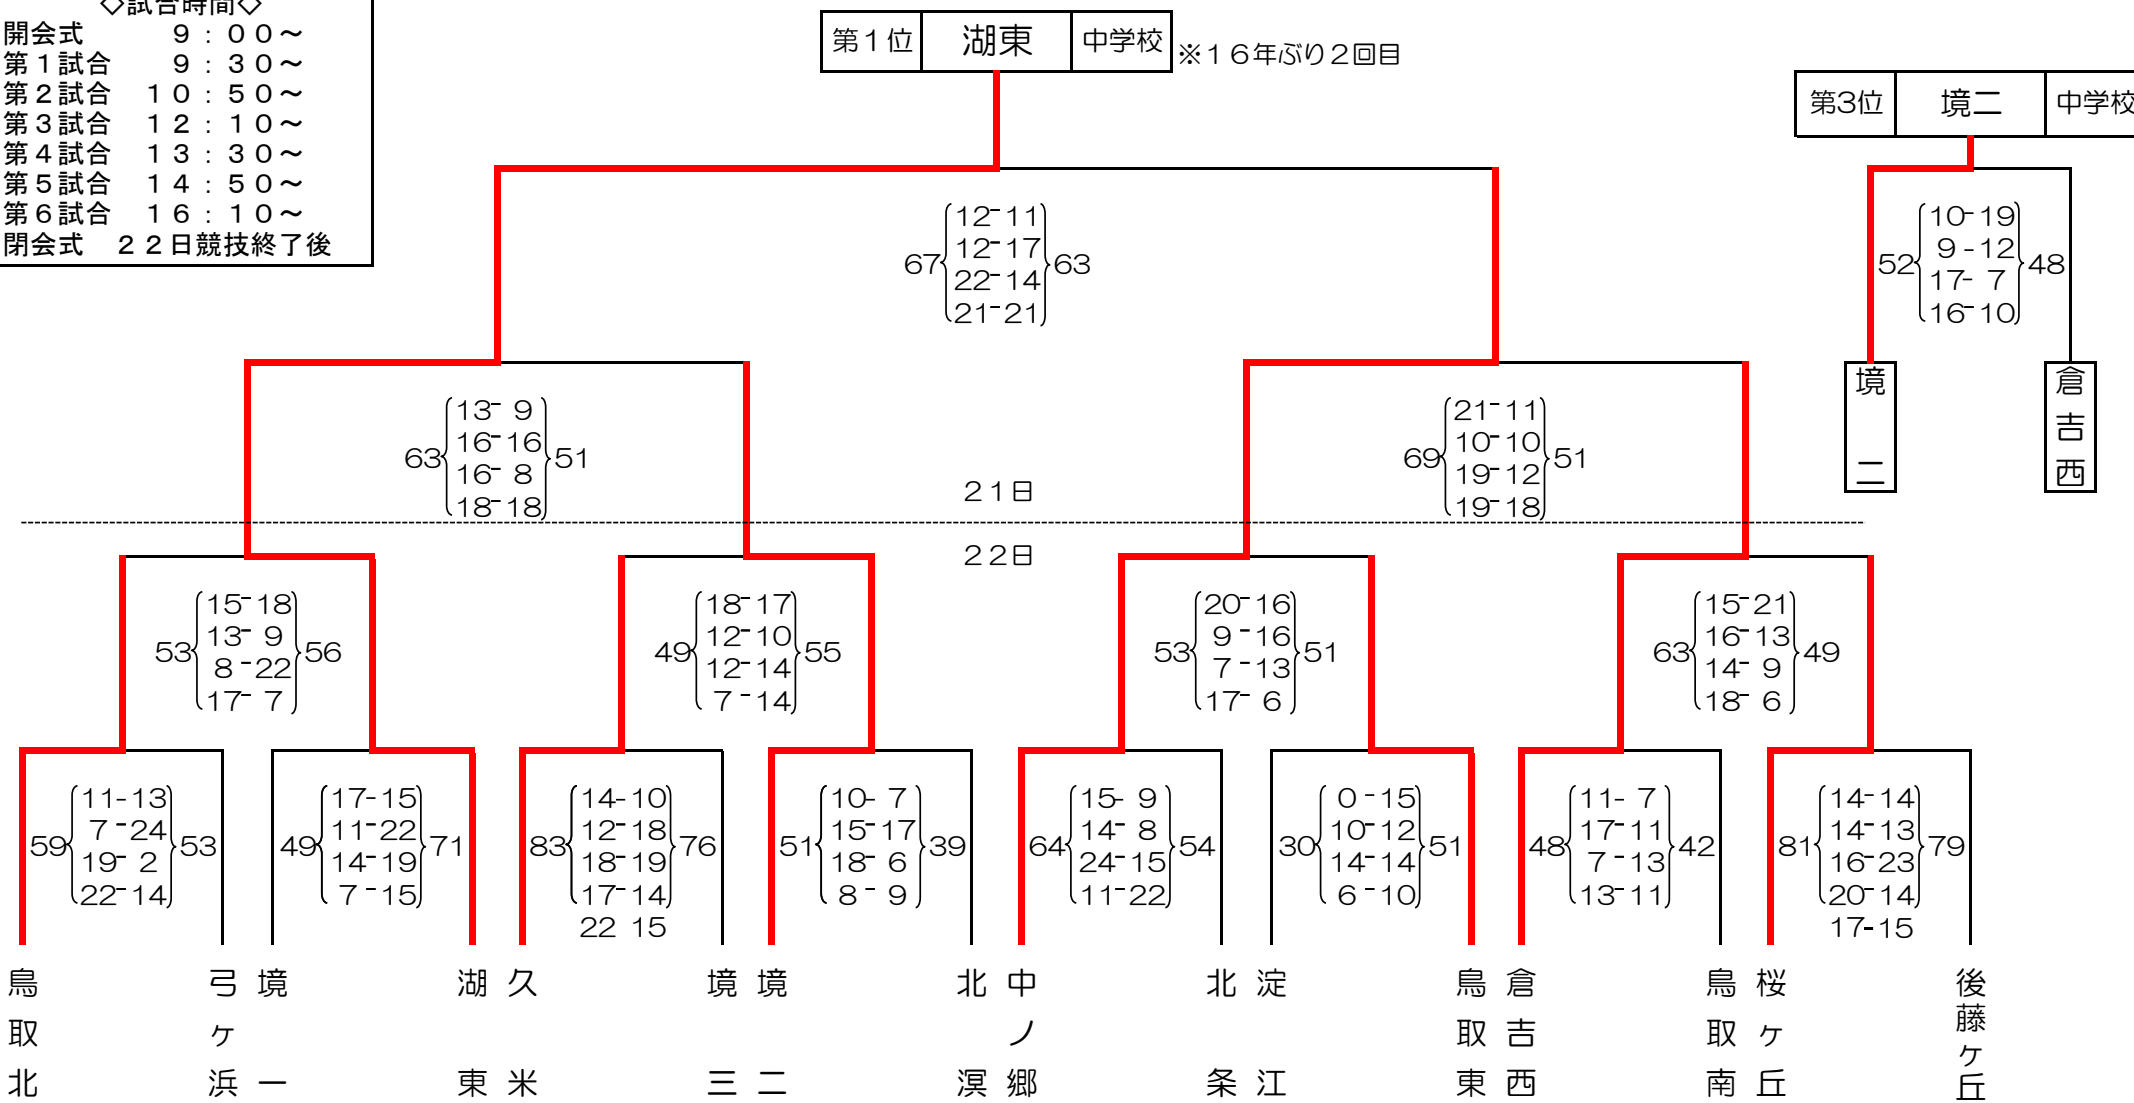 ◇試合時間◇
開会式　9：00～
第1試合　9：30～
第2試合　10：50～
第3試合　12：10～
第4試合　13：30～
第5試合　14：50～
第6試合　16：10～
閉会式　22日競技終了後
第1位 湖東 中学校 ※16年ぶり2回目
第3位 境二 中学校
67 63
12-11
12-17
22-14
21-21
52 48
10-19
9-12
17-7
16-10
境二
倉吉西
63 51
13-9
16-16
16-8
18-18
69 51
21-11
10-10
19-12
19-18
21日
22日
53 56
15-18
13-9
8-22
17-7
49 55
18-17
12-10
12-14
7-14
53 51
20-16
9-16
7-13
17-6
63 49
15-21
16-13
14-9
18-6
59 53
11-13
7-24
19-2
22-14
49 71
17-15
11-22
14-19
7-15
83 76
14-10
12-18
18-19
17-14
22 15
51 39
10-7
15-17
18-6
8-9
64 54
15-9
14-8
24-15
11-22
30 51
0-15
10-12
14-14
6-10
48 42
11-7
17-11
7-13
13-11
81 79
14-14
14-13
16-23
20-14
17-15
鳥取北
弓ヶ浜
境一
湖東
久米
境三
境二
北溟
中ノ郷
北条
淀江
鳥取東
倉吉西
鳥取南
桜ヶ丘
後藤ヶ丘